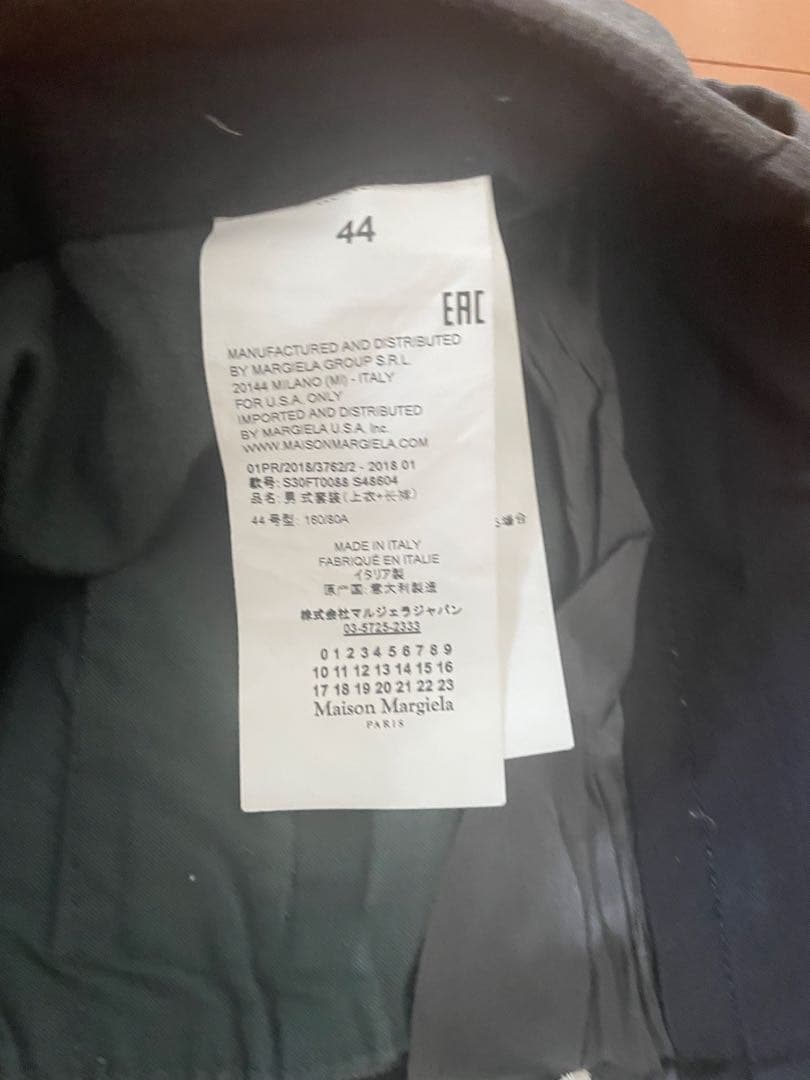 44
EAC
MANUFACTURED AND DISTRIBUTED
BY MARGIELA GROUP S.R.L.
20144 MILANO (MI) - ITALY
FOR U.S.A. ONLY
IMPORTED AND DISTRIBUTED
BY MARGIELA U.S.A. Inc.
WWW.MAISONMARGIELA.COM
01PR/2018/3762/2 - 2018 01
款号: S30FT0088 S48604
品名: 男式套装(上衣+长裤)
44 号型: 160/80A
る場合
MADE IN ITALY
FABRIQUÉ EN ITALIE
イタリア製
原产国: 意大利製造
株式会社マルジェラジャパン
03-5725-2333
0 1 2 3 4 5 6 7 8 9
10 11 12 13 14 15 16
17 18 19 20 21 22 23
Maison Margiela
PARIS